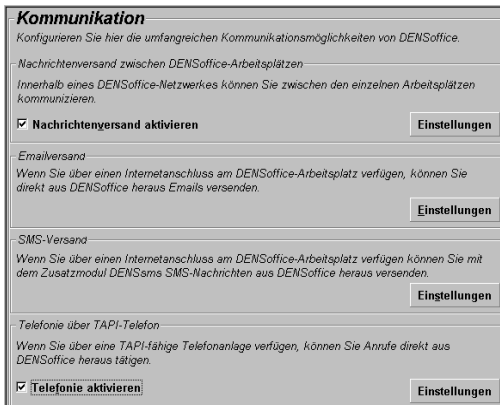 Kommunikation
Konfigurieren Sie hier die umfangreichen Kommunikationsmöglichkeiten von DENSoffice.
Nachrichtenversand zwischen DENSoffice-Arbeitsplätzen
Innerhalb eines DENSoffice-Netzwerkes können Sie zwischen den einzelnen Arbeitsplätzen
kommunizieren.
Nachrichtenversand aktivieren
Einstellungen
Emailversand
Wenn Sie über einen Internetanschluss am DENSoffice-Arbeitsplatz verfügen, können Sie
direkt aus DENSoffice heraus Emails versenden.
Einstellungen
SMS-Versand
Wenn Sie über einen Internetanschluss am DENSoffice-Arbeitsplatz verfügen können Sie mit
dem Zusatzmodul DENSsms SMS-Nachrichten aus DENSoffice heraus versenden.
Einstellungen
Telefonie über TAPI-Telefon
Wenn Sie über eine TAPI-fähige Telefonanlage verfügen, können Sie Anrufe direkt aus
DENSoffice heraus tätigen.
Telefonie aktivieren
Einstellungen